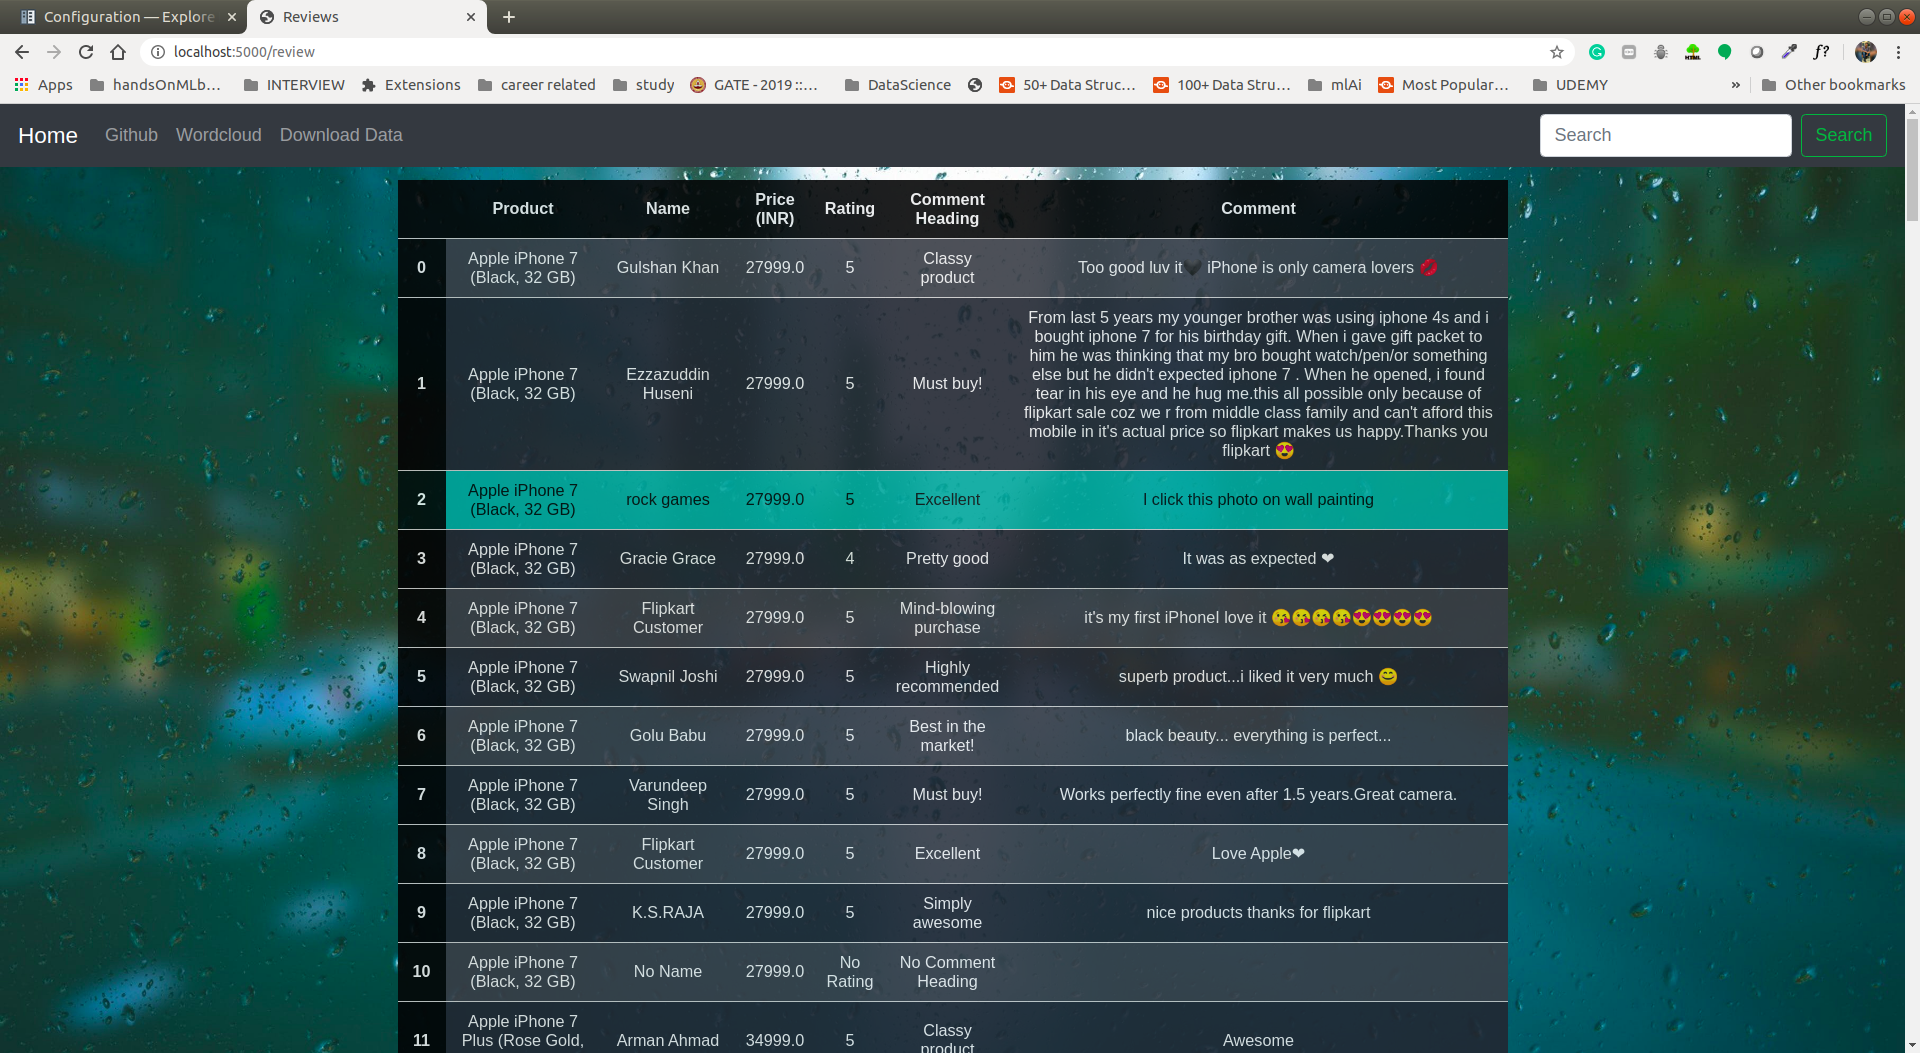 Configuration — Explore
Reviews
localhost:5000/review
Apps handsOnMLb... INTERVIEW Extensions career related study GATE - 2019 ::... DataScience 50+ Data Struc... 100+ Data Stru... mlAi Most Popular... UDEMY » Other bookmarks
Home Github Wordcloud Download Data Search Search
Product Name Price (INR) Rating Comment Heading Comment
0 Apple iPhone 7 (Black, 32 GB) Gulshan Khan 27999.0 5 Classy product Too good luv it🖤 iPhone is only camera lovers 💋
1 Apple iPhone 7 (Black, 32 GB) Ezzazuddin Huseni 27999.0 5 Must buy!
From last 5 years my younger brother was using iphone 4s and i
bought iphone 7 for his birthday gift. When i gave gift packet to
him he was thinking that my bro bought watch/pen/or something
else but he didn't expected iphone 7 . When he opened, i found
tear in his eye and he hug me.this all possible only because of
flipkart sale coz we r from middle class family and can't afford this
mobile in it's actual price so flipkart makes us happy.Thanks you
flipkart 😍
2 Apple iPhone 7 (Black, 32 GB) rock games 27999.0 5 Excellent I click this photo on wall painting
3 Apple iPhone 7 (Black, 32 GB) Gracie Grace 27999.0 4 Pretty good It was as expected ❤
4 Apple iPhone 7 (Black, 32 GB) Flipkart Customer 27999.0 5 Mind-blowing purchase it's my first iPhoneI love it 😘😘😘😘😍😍😍😍
5 Apple iPhone 7 (Black, 32 GB) Swapnil Joshi 27999.0 5 Highly recommended superb product...i liked it very much 😊
6 Apple iPhone 7 (Black, 32 GB) Golu Babu 27999.0 5 Best in the market! black beauty... everything is perfect...
7 Apple iPhone 7 (Black, 32 GB) Varundeep Singh 27999.0 5 Must buy! Works perfectly fine even after 1.5 years.Great camera.
8 Apple iPhone 7 (Black, 32 GB) Flipkart Customer 27999.0 5 Excellent Love Apple❤
9 Apple iPhone 7 (Black, 32 GB) K.S.RAJA 27999.0 5 Simply awesome nice products thanks for flipkart
10 Apple iPhone 7 (Black, 32 GB) No Name 27999.0 No Rating No Comment Heading
11 Apple iPhone 7 Plus (Rose Gold, Arman Ahmad 34999.0 5 Classy product Awesome